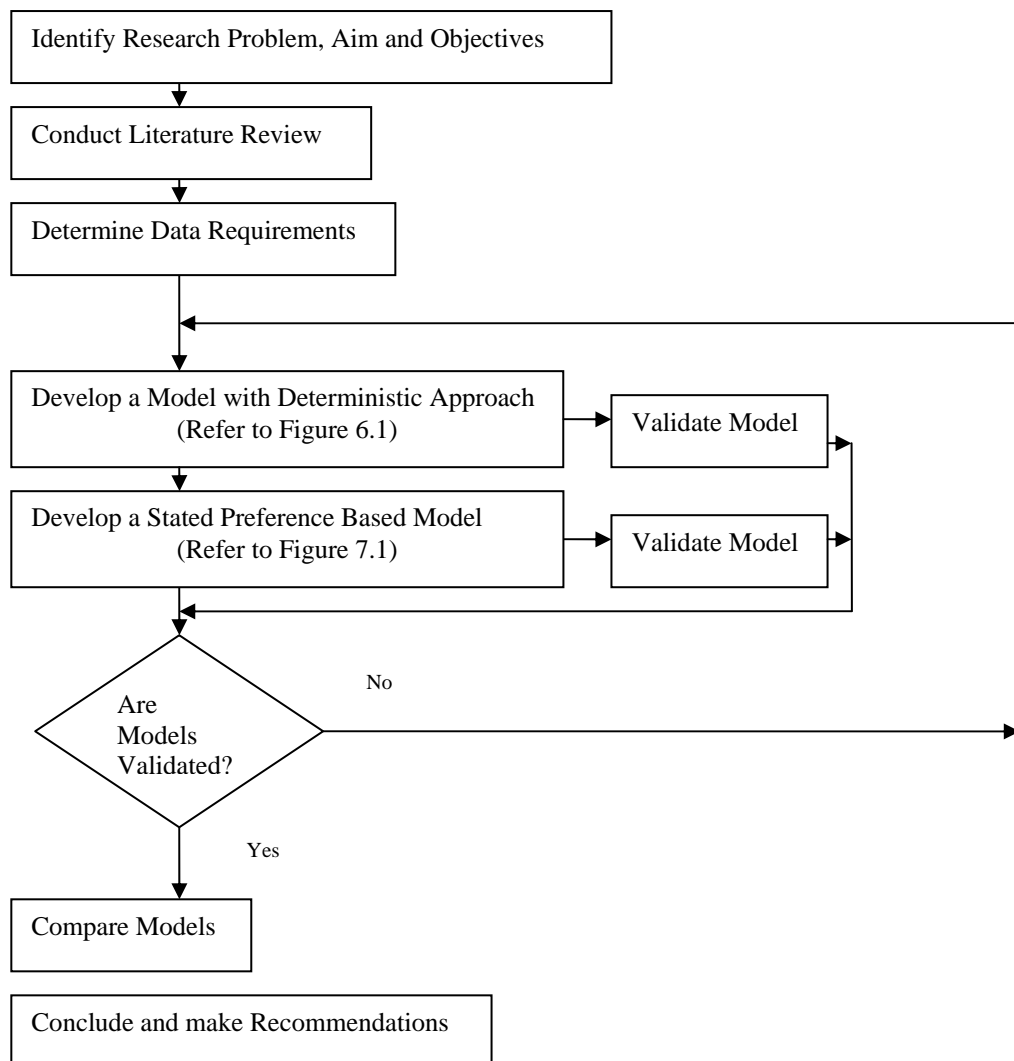 Identify Research Problem, Aim and Objectives
Conduct Literature Review
Determine Data Requirements
Develop a Model with Deterministic Approach
(Refer to Figure 6.1)
Validate Model
Develop a Stated Preference Based Model
(Refer to Figure 7.1)
Validate Model
No
Are
Models
Validated?
Yes
Compare Models
Conclude and make Recommendations